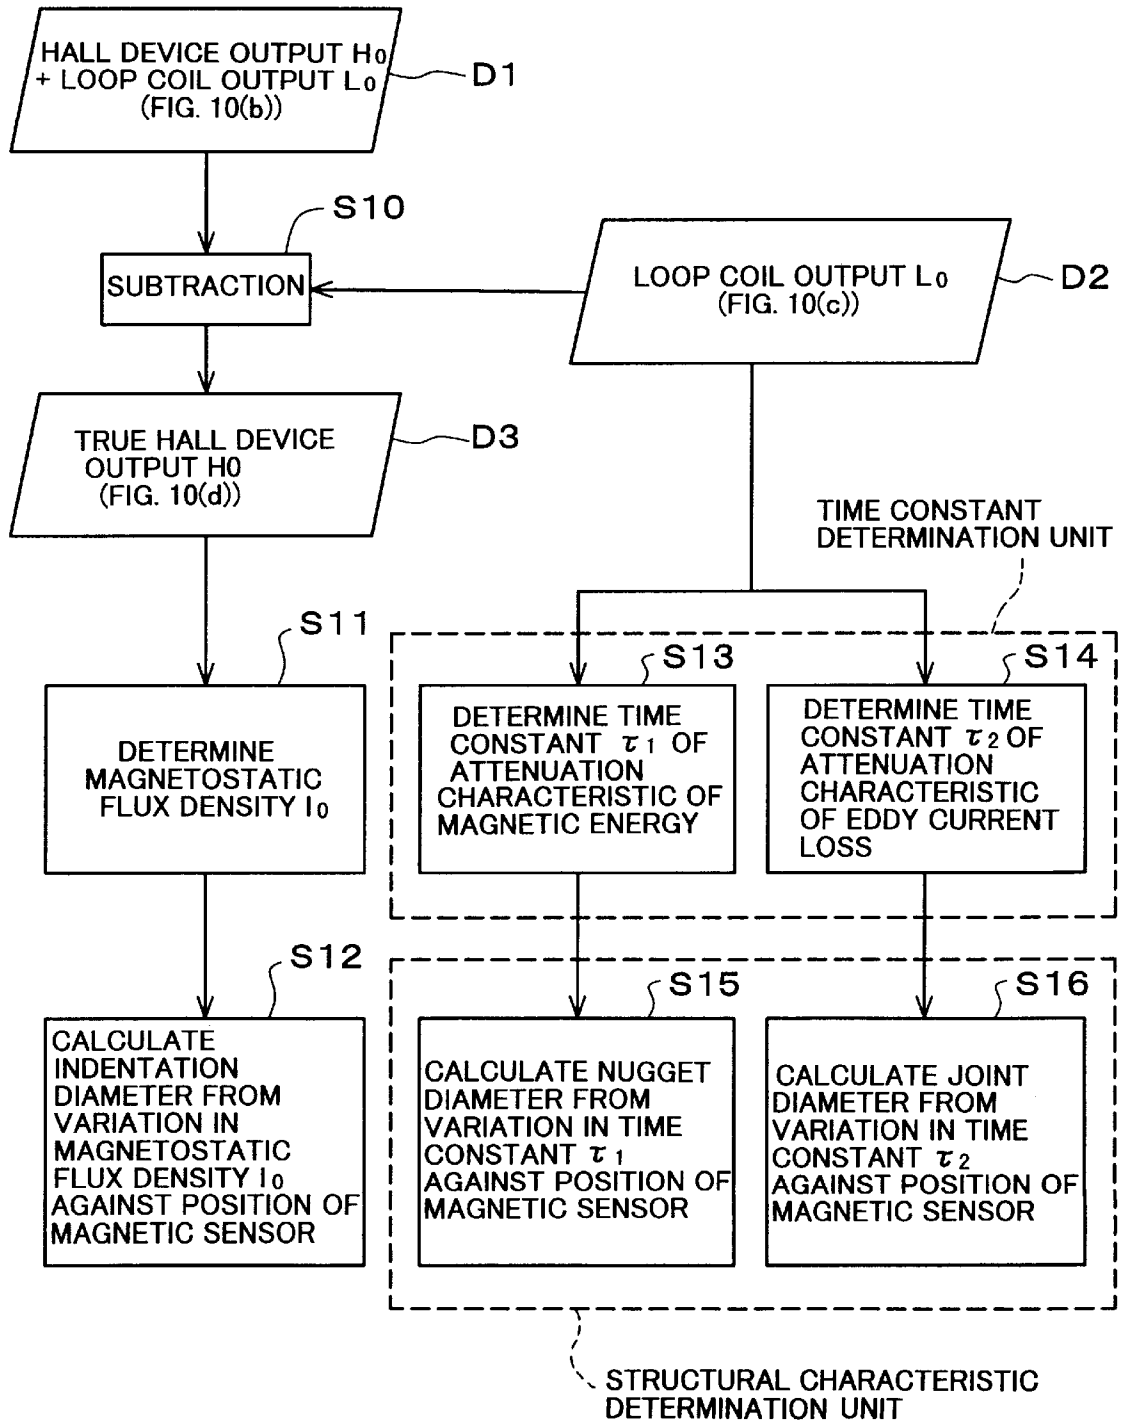 HALL DEVICE OUTPUT H₀
+ LOOP COIL OUTPUT L₀
(FIG. 10(b))
D1
S10
SUBTRACTION
LOOP COIL OUTPUT L₀
(FIG. 10(c))
D2
TRUE HALL DEVICE
OUTPUT H0
(FIG. 10(d))
D3
TIME CONSTANT
DETERMINATION UNIT
S11
DETERMINE
MAGNETOSTATIC
FLUX DENSITY I₀
S13
DETERMINE TIME
CONSTANT τ₁ OF
ATTENUATION
CHARACTERISTIC OF
MAGNETIC ENERGY
S14
DETERMINE TIME
CONSTANT τ₂ OF
ATTENUATION
CHARACTERISTIC
OF EDDY CURRENT
LOSS
S12
CALCULATE
INDENTATION
DIAMETER FROM
VARIATION IN
MAGNETOSTATIC
FLUX DENSITY I₀
AGAINST POSITION OF
MAGNETIC SENSOR
S15
CALCULATE NUGGET
DIAMETER FROM
VARIATION IN TIME
CONSTANT τ₁
AGAINST POSITION OF
MAGNETIC SENSOR
S16
CALCULATE JOINT
DIAMETER FROM
VARIATION IN TIME
CONSTANT τ₂
AGAINST POSITION OF
MAGNETIC SENSOR
STRUCTURAL CHARACTERISTIC
DETERMINATION UNIT